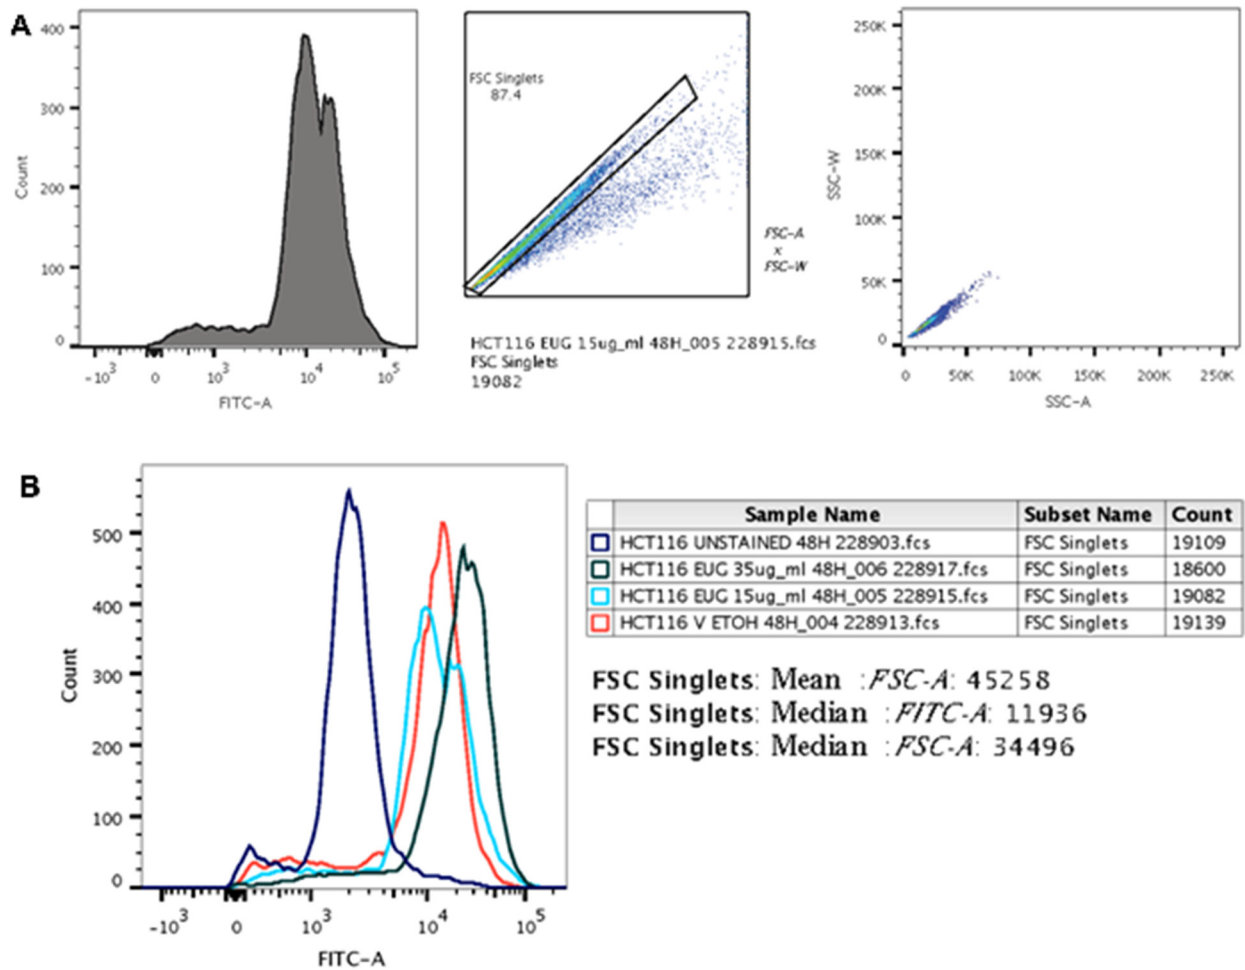 A
400
300
200
100
0
Count
-10³
0
10³
10⁴
10⁵
FITC-A
FSC Singlets
87.4
FSC-A
x
FSC-W
HCT116 EUG 15ug_ml 48H_005 228915.fcs
FSC Singlets
19082
250K
200K
150K
100K
50K
0
SSC-W
0 50K 100K 150K 200K 250K
SSC-A
B
500
400
300
200
100
0
Count
-10³
0
10³
10⁴
10⁵
FITC-A
Sample Name Subset Name Count
HCT116 UNSTAINED 48H 228903.fcs FSC Singlets 19109
HCT116 EUG 35ug_ml 48H_006 228917.fcs FSC Singlets 18600
HCT116 EUG 15ug_ml 48H_005 228915.fcs FSC Singlets 19082
HCT116 V ETOH 48H_004 228913.fcs FSC Singlets 19139
FSC Singlets: Mean :FSC-A: 45258
FSC Singlets: Median :FITC-A: 11936
FSC Singlets: Median :FSC-A: 34496